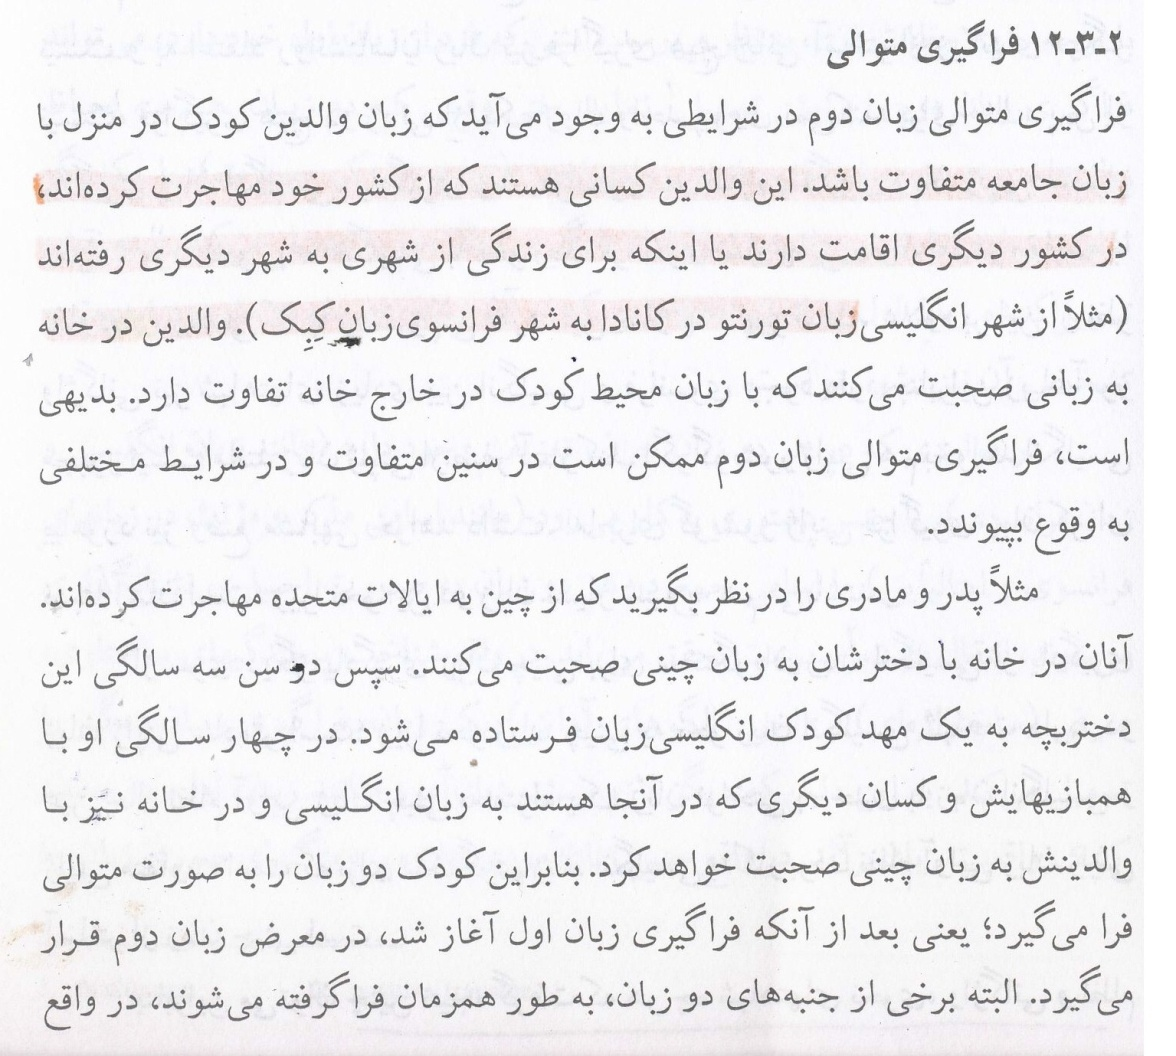 ۱۲ـ۳ـ۲ فراگیری متوالی
فراگیری متوالی زبان دوم در شرایطی به وجود می‌آید که زبان والدین کودک در منزل با
زبان جامعه متفاوت باشد. این والدین کسانی هستند که از کشور خود مهاجرت کرده‌اند،
در کشور دیگری اقامت دارند یا اینکه برای زندگی از شهری به شهر دیگری رفته‌اند
(مثلاً از شهر انگلیسی‌زبان تورنتو در کانادا به شهر فرانسوی‌زبان کِبِک). والدین در خانه
به زبانی صحبت می‌کنند که با زبان محیط کودک در خارج خانه تفاوت دارد. بدیهی
است، فراگیری متوالی زبان دوم ممکن است در سنین متفاوت و در شرایط مختلفی
به وقوع بپیوندد.
مثلاً پدر و مادری را در نظر بگیرید که از چین به ایالات متحده مهاجرت کرده‌اند.
آنان در خانه با دخترشان به زبان چینی صحبت می‌کنند. سپس در سن سه سالگی این
دختربچه به یک مهدکودک انگلیسی‌زبان فرستاده می‌شود. در چهار سالگی او با
همبازیهایش و کسان دیگری که در آنجا هستند به زبان انگلیسی و در خانه نیز با
والدینش به زبان چینی صحبت خواهد کرد. بنابراین کودک دو زبان را به صورت متوالی
فرا می‌گیرد؛ یعنی بعد از آنکه فراگیری زبان اول آغاز شد، در معرض زبان دوم قرار
می‌گیرد. البته برخی از جنبه‌های دو زبان، به طور همزمان فراگرفته می‌شوند، در واقع